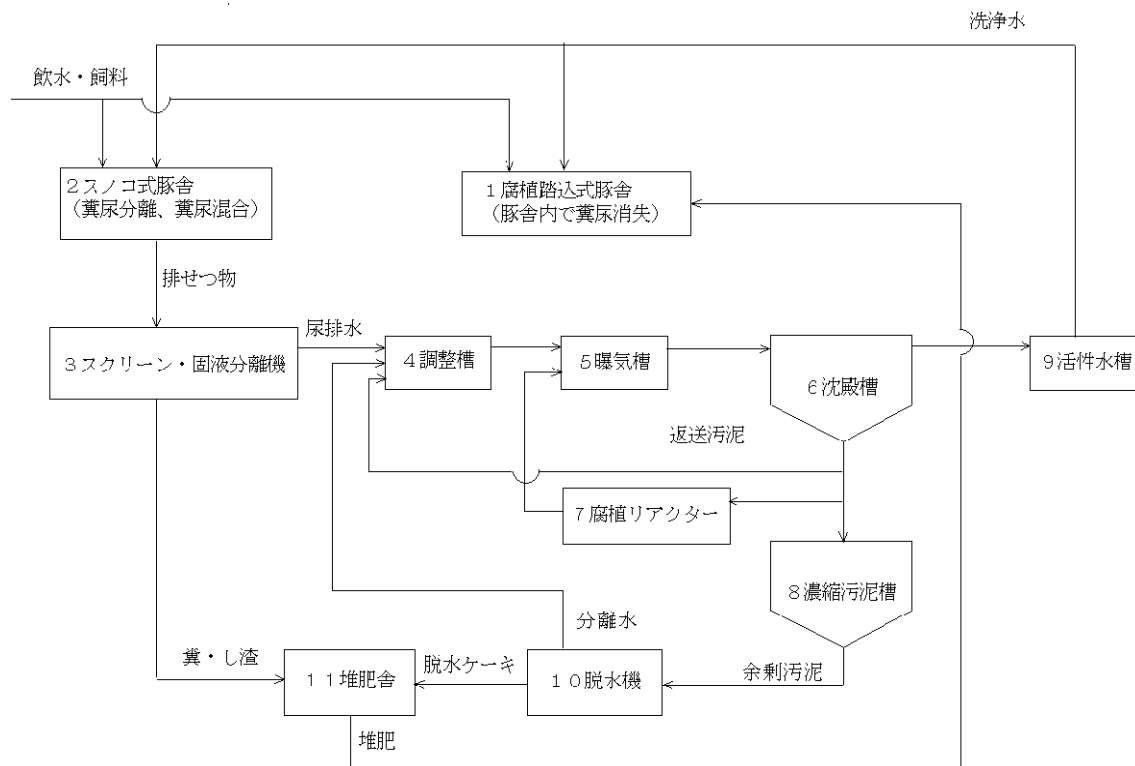 洗浄水
飲水・飼料
２スノコ式豚舎
（糞尿分離、糞尿混合）
１腐植踏込式豚舎
（豚舎内で糞尿消失）
排せつ物
尿排水
３スクリーン・固液分離機
４調整槽
５曝気槽
６沈殿槽
９活性水槽
返送汚泥
７腐植リアクター
８濃縮汚泥槽
分離水
糞・し渣
脱水ケーキ
余剰汚泥
１１堆肥舎
１０脱水機
堆肥